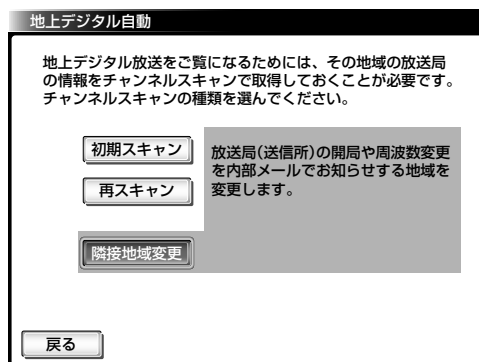 地上デジタル自動
地上デジタル放送をご覧になるためには、その地域の放送局
の情報をチャンネルスキャンで取得しておくことが必要です。
チャンネルスキャンの種類を選んでください。
初期スキャン
再スキャン
隣接地域変更
放送局(送信所)の開局や周波数変更
を内部メールでお知らせする地域を
変更します。
戻る